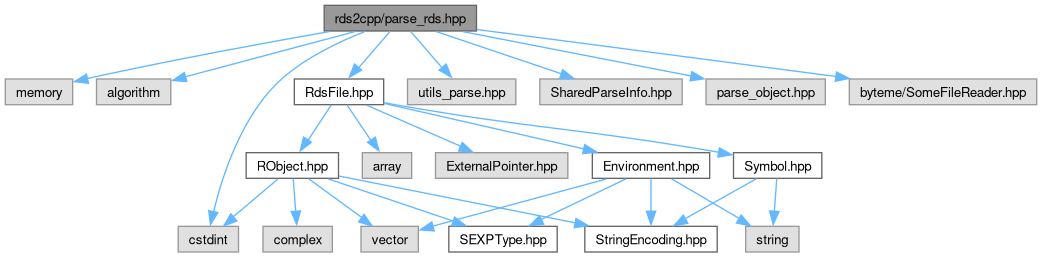 rds2cpp/parse_rds.hpp
memory
algorithm
RdsFile.hpp
utils_parse.hpp
SharedParseInfo.hpp
parse_object.hpp
byteme/SomeFileReader.hpp
RObject.hpp
array
ExternalPointer.hpp
Environment.hpp
Symbol.hpp
cstdint
complex
vector
SEXPType.hpp
StringEncoding.hpp
string